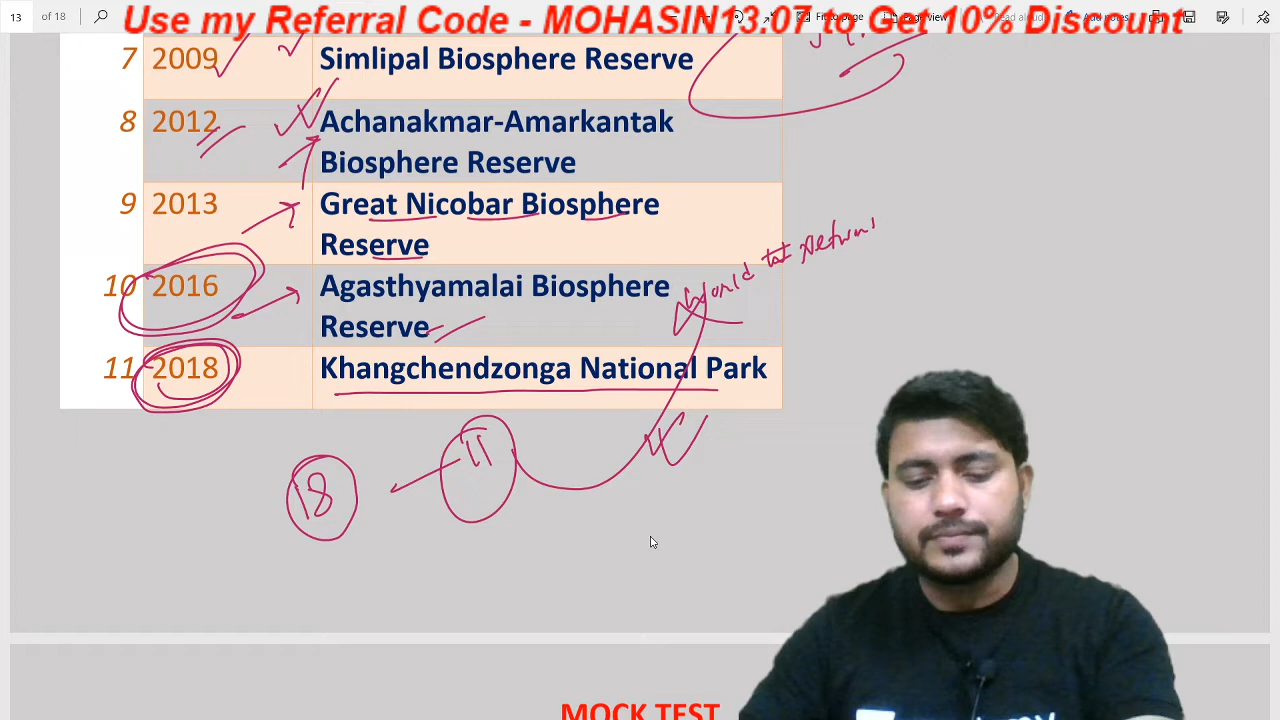 Use my Referral Code - MOHASIN13.07 to Get 10% Discount
13 of 18
7 2009 Simlipal Biosphere Reserve
8 2012 Achanakmar-Amarkantak
Biosphere Reserve
9 2013 Great Nicobar Biosphere
Reserve
10 2016 Agasthyamalai Biosphere
Reserve
11 2018 Khangchendzonga National Park
World
11
18
MOCK TEST